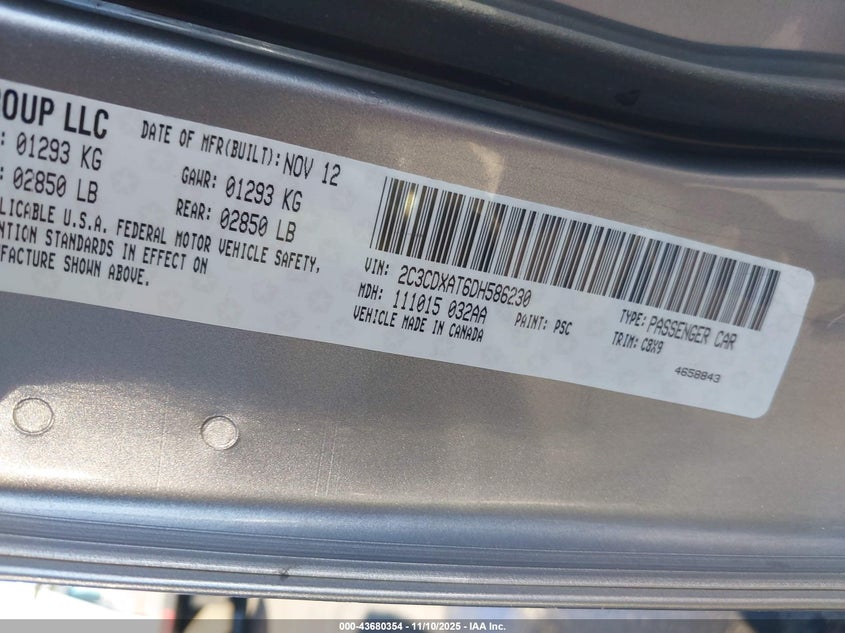 OUP LLC
DATE OF MFR(BUILT): NOV 12
: 01293 KG
GAWR: 01293 KG
: 02850 LB
REAR: 02850 LB
PLICABLE U.S.A. FEDERAL MOTOR VEHICLE SAFETY,
NTION STANDARDS IN EFFECT ON
FACTURE SHOWN ABOVE.
VIN: 2C3CDXAT6DH586230
TYPE: PASSENGER CAR
MDH: 111015 032AA
PAINT: PSC
TRIM: C8X9
VEHICLE MADE IN CANADA
4658843
000-43680354 - 11/10/2025 - IAA Inc.